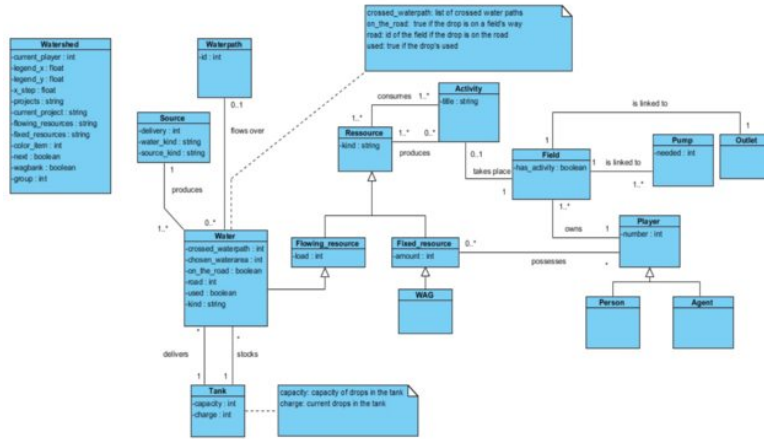 crossed_waterpath: list of crossed water paths
on_the_road: true if the drop is on a field's way
road: id of the field if the drop is on the road
used: true if the drop's used
Watershed
-current_player : int
-legend_x : float
-legend_y : float
-x_step : float
-projects : string
-current_project : string
-flowing_resources : string
-fixed_resources : string
-color_item : int
-next : boolean
-wagbank : boolean
-group : int
Waterpath
-id : int
0..1
flows over
0..*
Source
-delivery : int
-water_kind : string
-source_kind : string
1
produces
1..*
Water
-crossed_waterpath : int
-chosen_waterarea : int
-on_the_road : boolean
-road : int
-used : boolean
-kind : string
*
delivers
1
*
stocks
1
Tank
-capacity : int
-charge : int
capacity: capacity of drops in the tank
charge: current drops in the tank
Activity
-title : string
consumes
1..*
1..*
Ressource
-kind : string
1..*
0..*
produces
0..1
takes place
1
Field
-has_activity : boolean
is linked to
1
1
Outlet
1
is linked to
1..*
Pump
-needed : int
1..*
owns
1
Player
-number : int
Flowing_resource
-load : int
Fixed_resource
-amount : int
0..*
possesses
*
WAG
Person
Agent